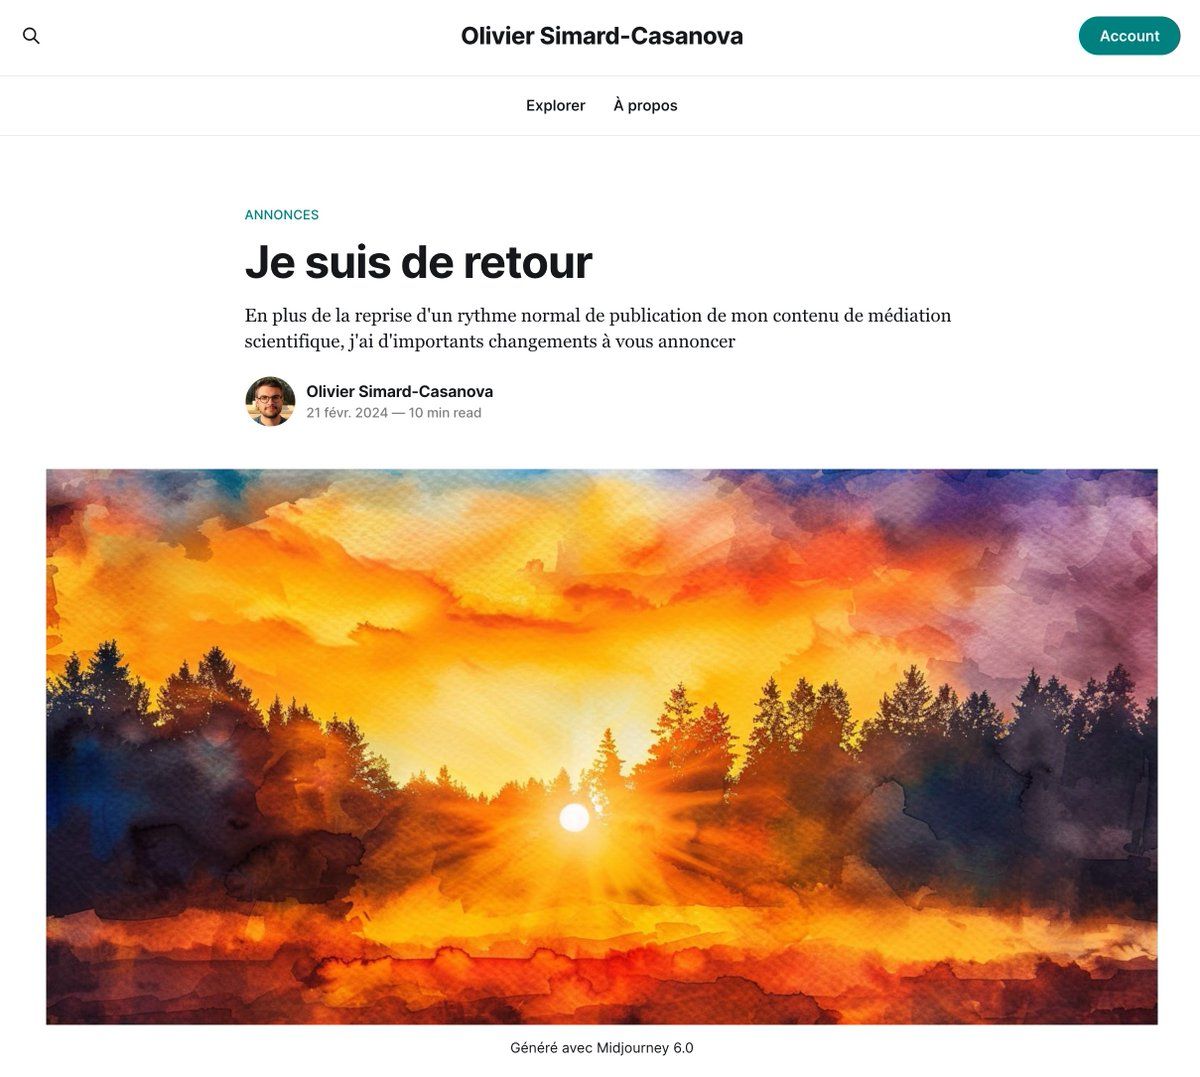 Olivier Simard-Casanova
Account
Explorer
À propos
ANNONCES
Je suis de retour
En plus de la reprise d'un rythme normal de publication de mon contenu de médiation
scientifique, j'ai d'importants changements à vous annoncer
Olivier Simard-Casanova
21 févr. 2024 — 10 min read
Généré avec Midjourney 6.0